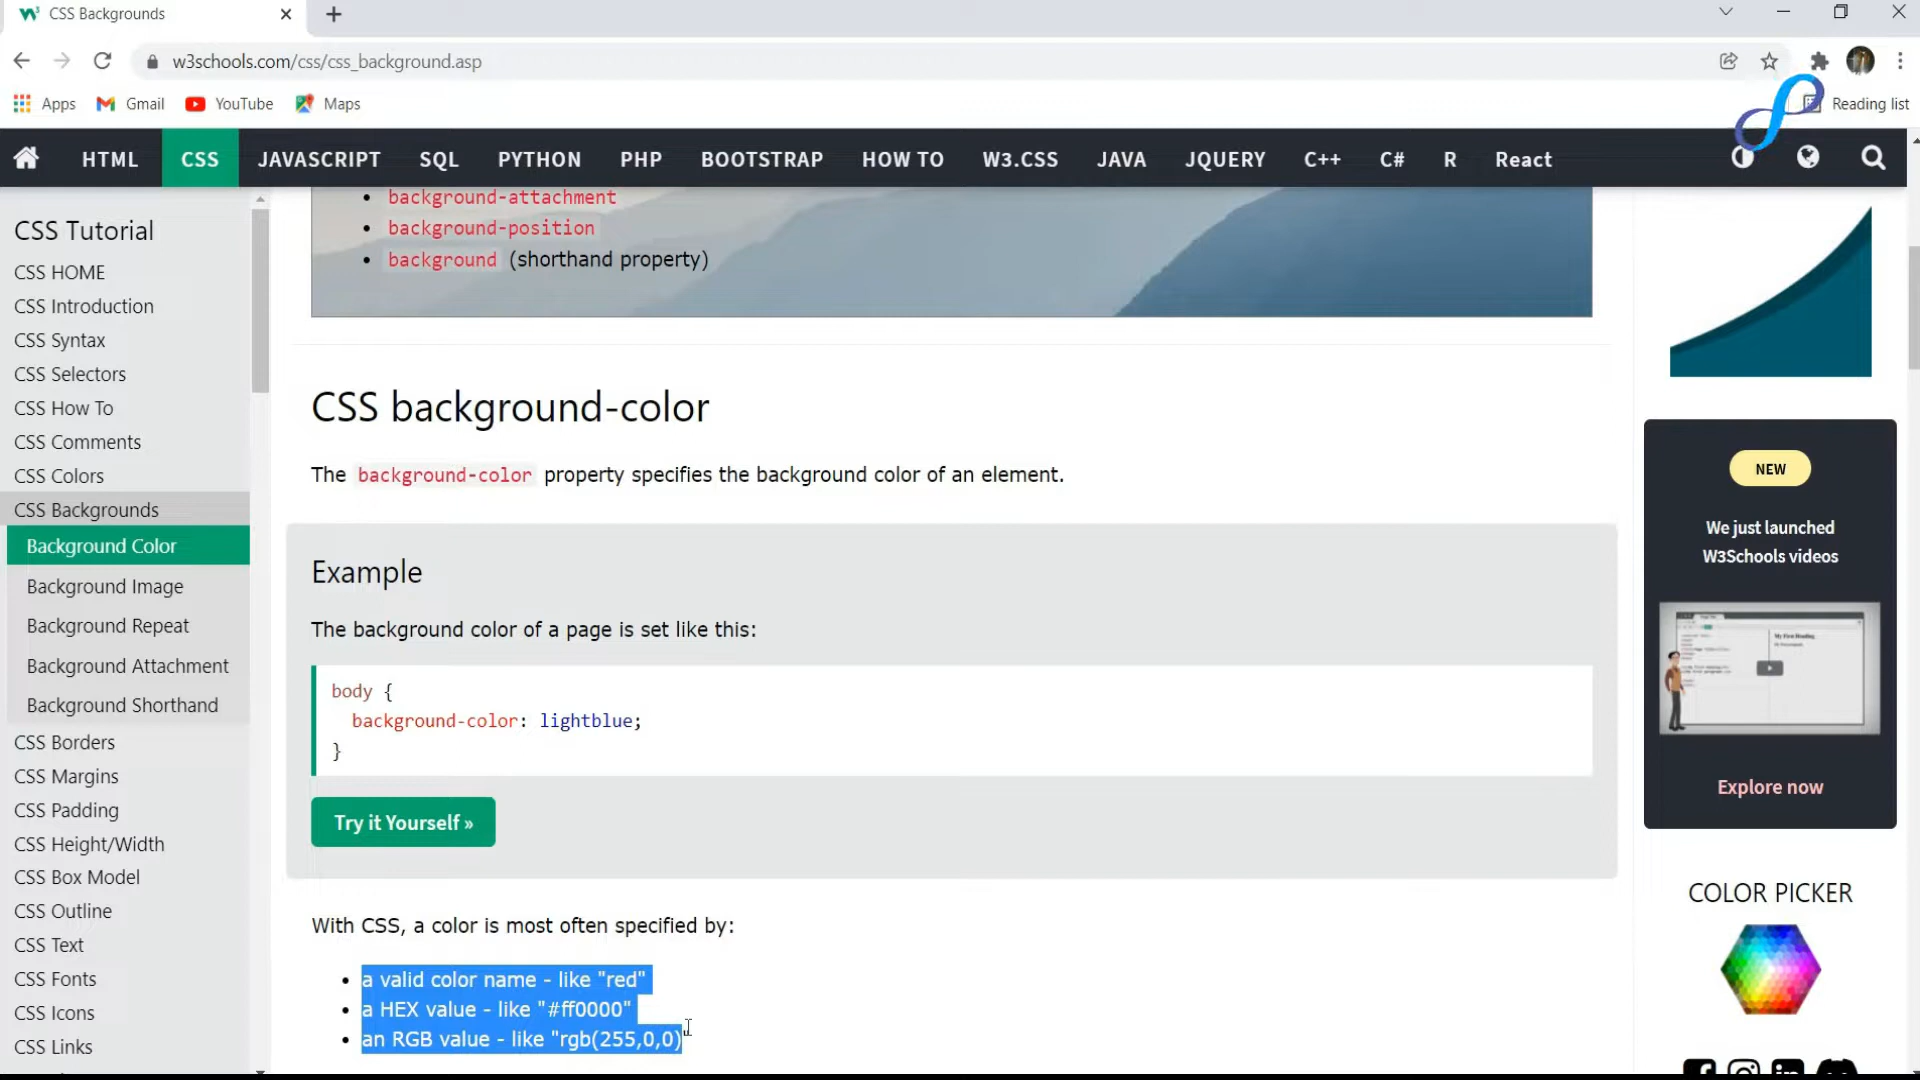 CSS Backgrounds
w3schools.com/css/css_background.asp
Apps Gmail YouTube Maps Reading list
HTML CSS JAVASCRIPT SQL PYTHON PHP BOOTSTRAP HOW TO W3.CSS JAVA JQUERY C++ C# R React
CSS Tutorial
CSS HOME
CSS Introduction
CSS Syntax
CSS Selectors
CSS How To
CSS Comments
CSS Colors
CSS Backgrounds
Background Color
Background Image
Background Repeat
Background Attachment
Background Shorthand
CSS Borders
CSS Margins
CSS Padding
CSS Height/Width
CSS Box Model
CSS Outline
CSS Text
CSS Fonts
CSS Icons
CSS Links
• background-attachment
• background-position
• background (shorthand property)
CSS background-color
The background-color property specifies the background color of an element.
Example
The background color of a page is set like this:
body {
background-color: lightblue;
}
Try it Yourself »
With CSS, a color is most often specified by:
• a valid color name - like "red"
• a HEX value - like "#ff0000"
• an RGB value - like "rgb(255,0,0)
NEW
We just launched
W3Schools videos
Explore now
COLOR PICKER